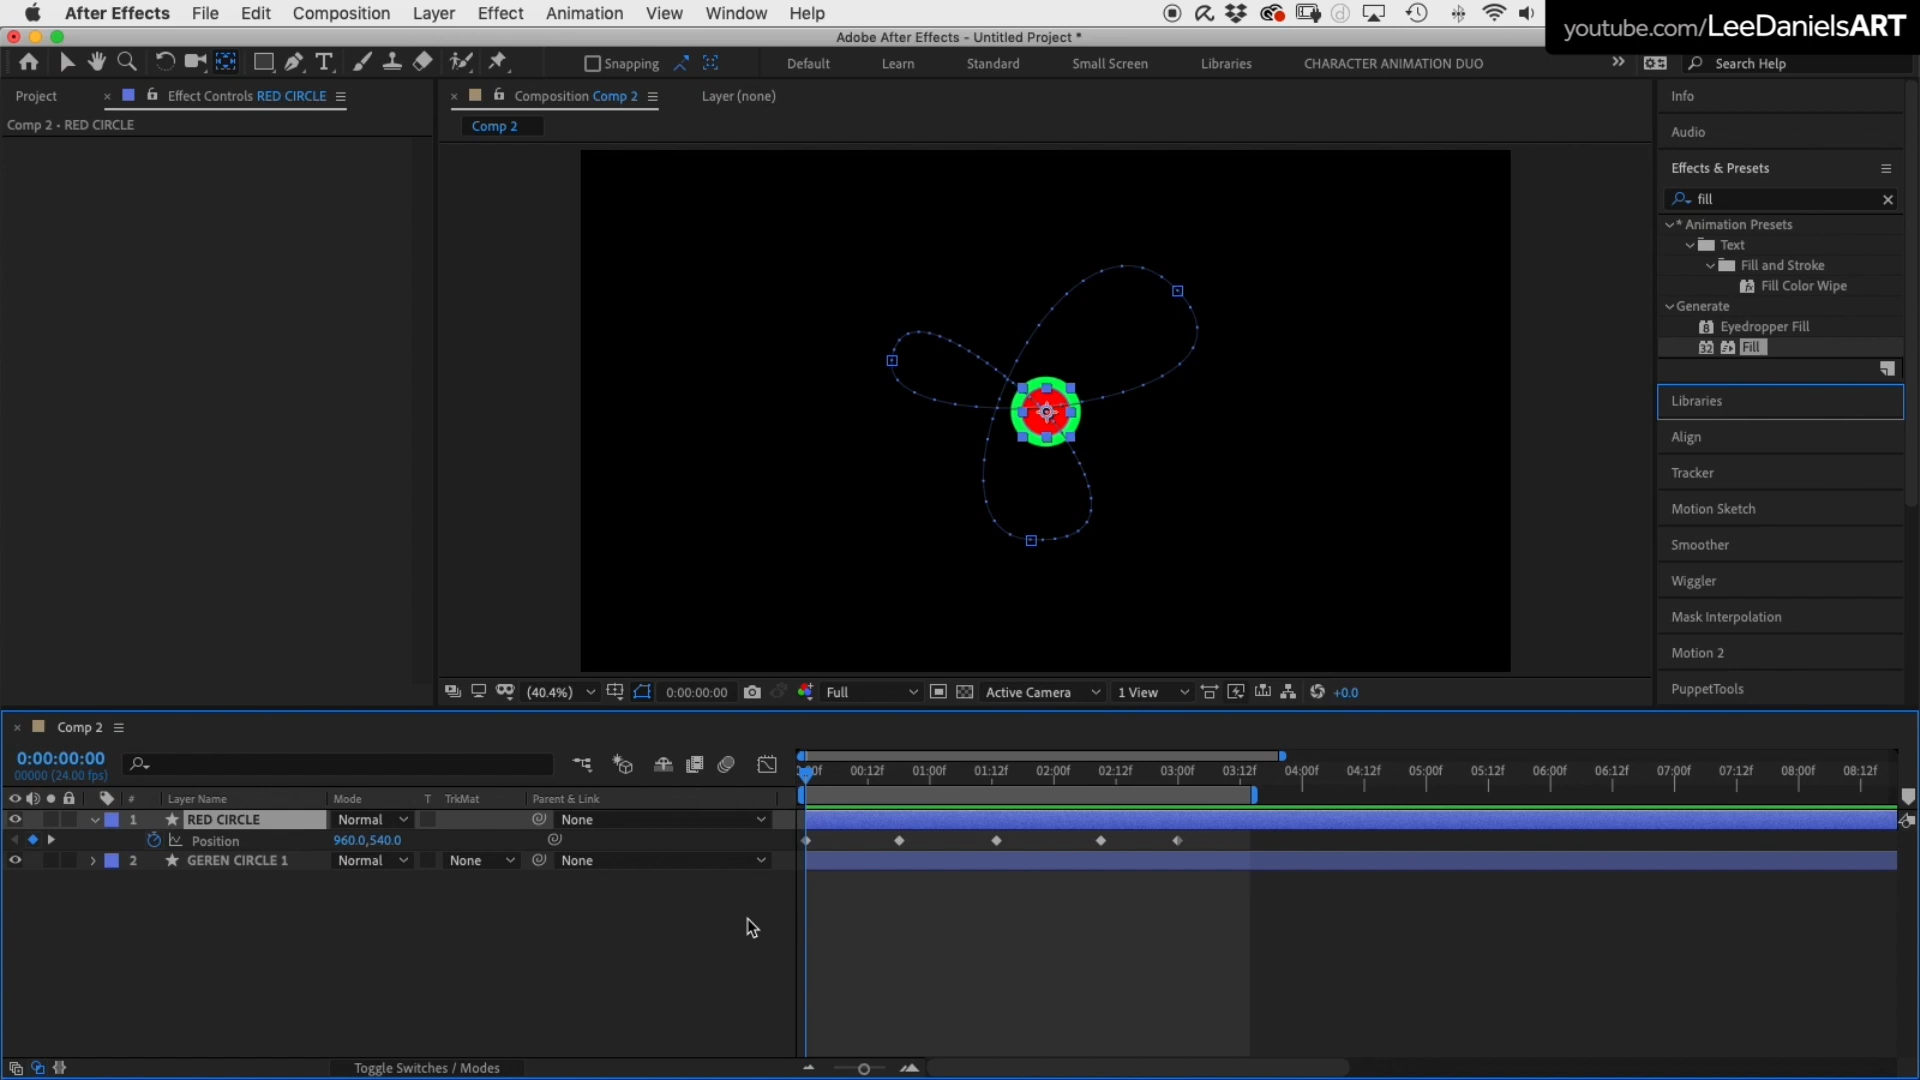 After Effects File Edit Composition Layer Effect Animation View Window Help
youtube.com/LeeDanielsART
Adobe After Effects - Untitled Project *
Snapping Default Learn Standard Small Screen Libraries CHARACTER ANIMATION DUO Search Help
Project Effect Controls RED CIRCLE Composition Comp 2 Layer (none)
Comp 2 • RED CIRCLE
Comp 2
Info
Audio
Effects & Presets
fill
* Animation Presets
Text
Fill and Stroke
Fill Color Wipe
Generate
Eyedropper Fill
Fill
Libraries
Align
Tracker
Motion Sketch
Smoother
Wiggler
Mask Interpolation
Motion 2
PuppetTools
(40.4%) 0:00:00:00 Full Active Camera 1 View +0.0
Comp 2
0:00:00:00
00000 (24.00 fps)
00:12f 01:00f 01:12f 02:00f 02:12f 03:00f 03:12f 04:00f 04:12f 05:00f 05:12f 06:00f 06:12f 07:00f 07:12f 08:00f 08:12f
# Layer Name Mode T TrkMat Parent & Link
1 RED CIRCLE Normal None
Position 960.0,540.0
2 GEREN CIRCLE 1 Normal None None
Toggle Switches / Modes